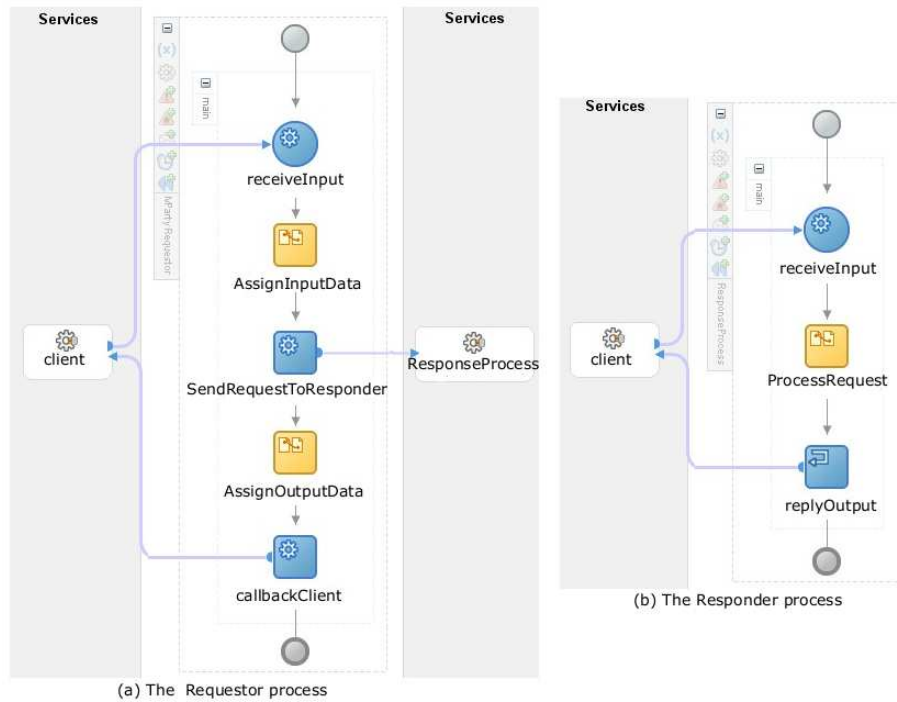 Services
Services
main
receiveInput
AssignInputData
MParty Requestor
client
SendRequestToResponder
ResponseProcess
AssignOutputData
callbackClient
(a) The Requestor process
Services
main
receiveInput
ResponseProcess
client
ProcessRequest
replyOutput
(b) The Responder process